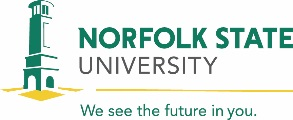 NORFOLK STATE
UNIVERSITY
We see the future in you.